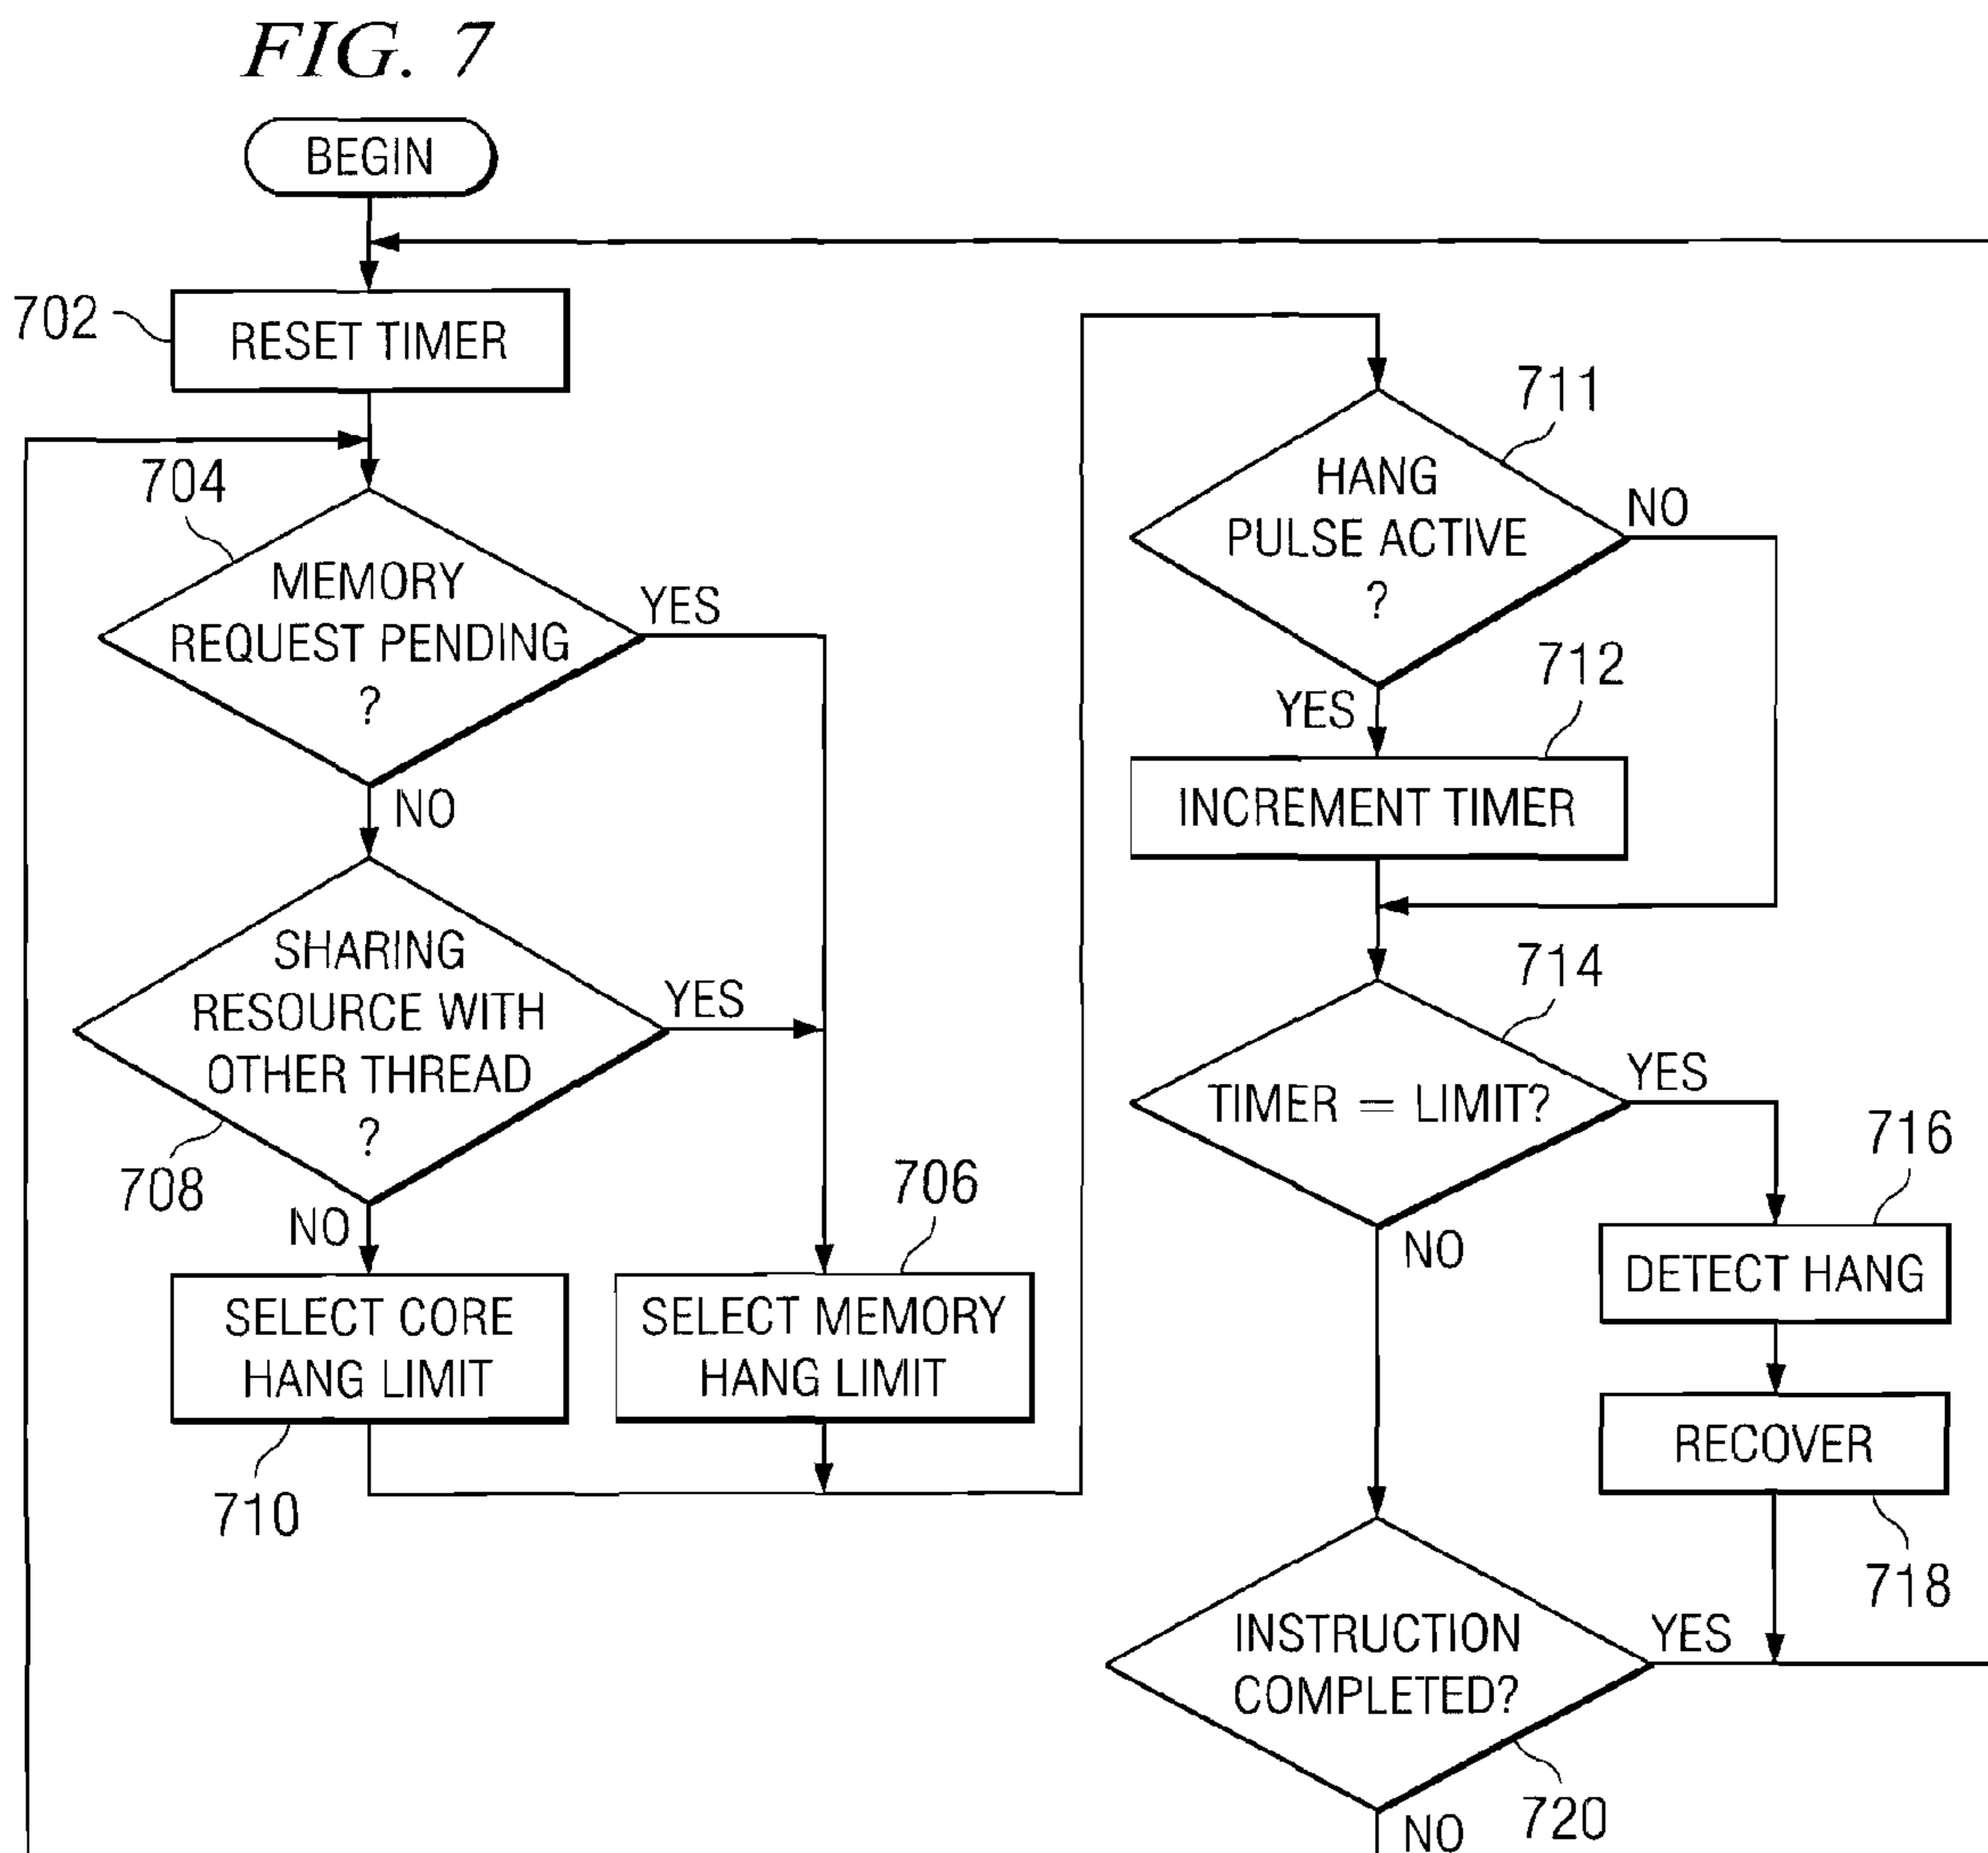 FIG. 7
BEGIN
702
RESET TIMER
704
MEMORY
REQUEST PENDING
?
YES
NO
SHARING
RESOURCE WITH
OTHER THREAD
?
YES
708
NO
706
SELECT CORE
HANG LIMIT
SELECT MEMORY
HANG LIMIT
710
711
HANG
PULSE ACTIVE
?
NO
YES
712
INCREMENT TIMER
714
TIMER = LIMIT?
YES
NO
716
DETECT HANG
RECOVER
718
INSTRUCTION
COMPLETED?
YES
720
NO